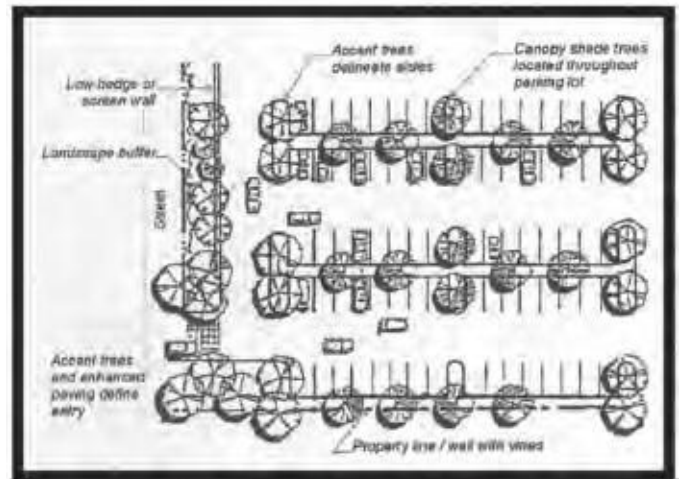 Accent trees
delineate aisles
Canopy shade trees
located throughout
parking lot
Low hedge or
screen wall
Landscape buffer
Street
Accent trees
and enhanced
paving define
entry
Property line / wall with vines